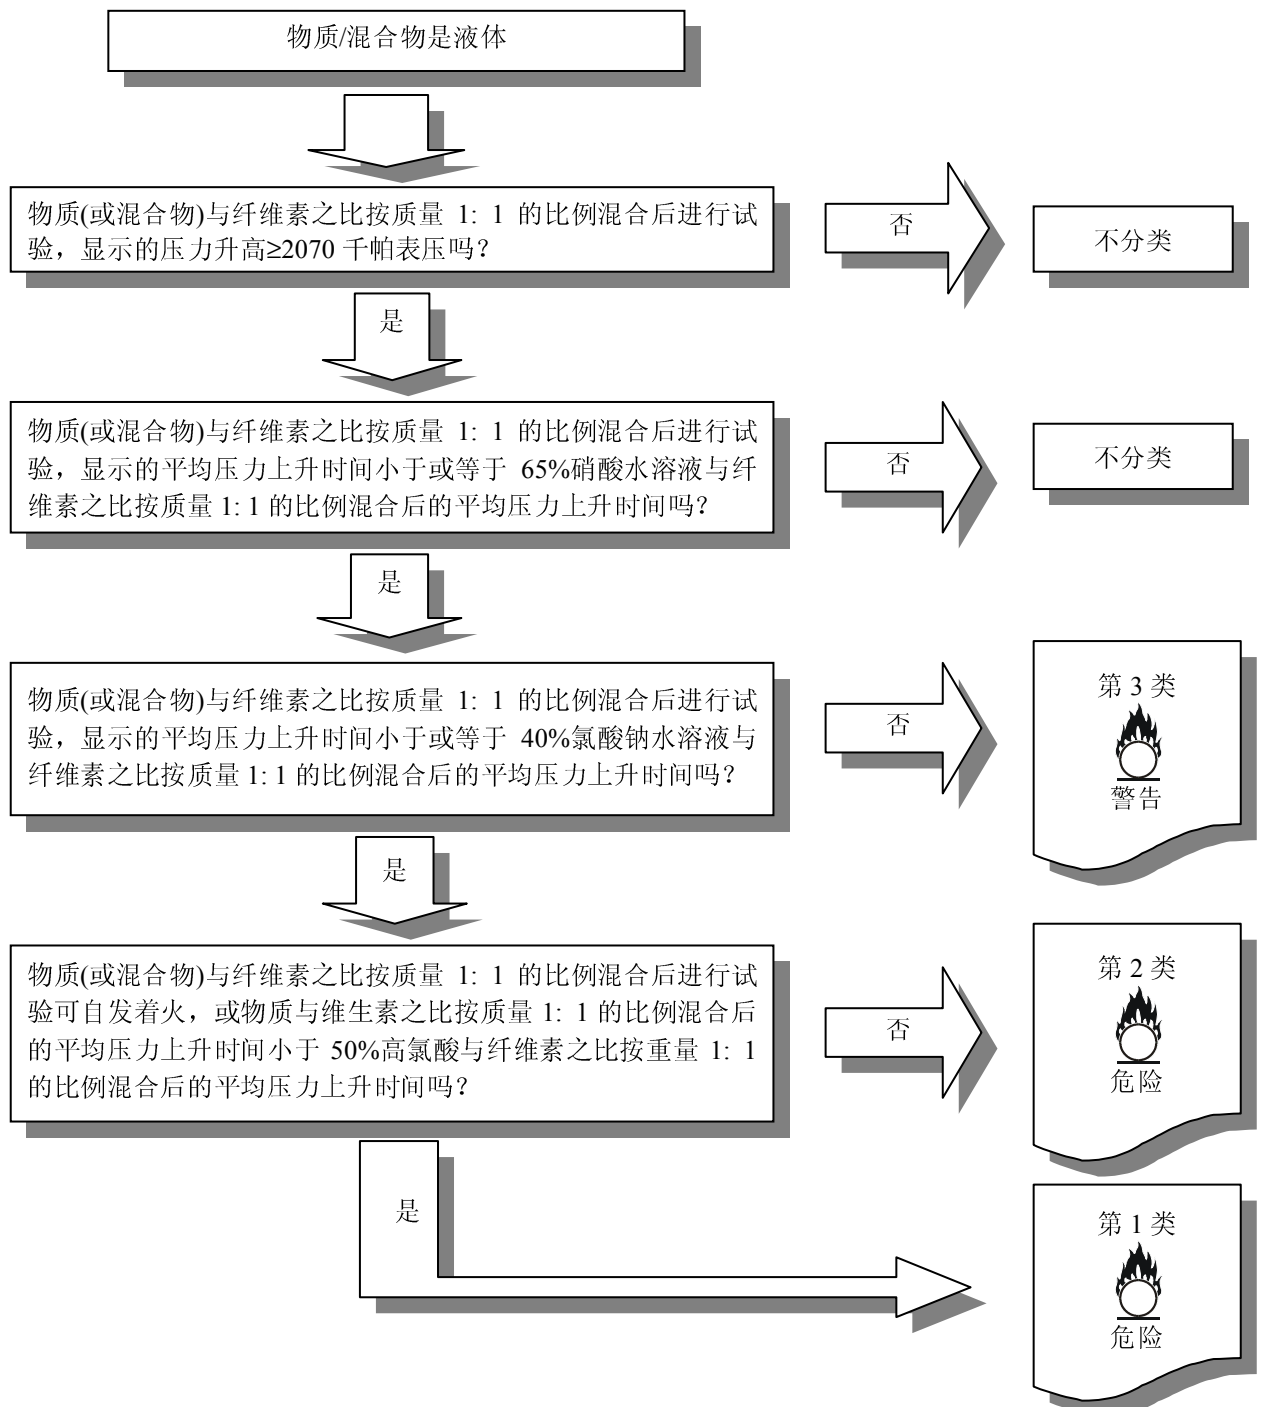 物质/混合物是液体
物质(或混合物)与纤维素之比按质量 1: 1 的比例混合后进行试
验，显示的压力升高≥2070 千帕表压吗？
否
不分类
是
物质(或混合物)与纤维素之比按质量 1: 1 的比例混合后进行试
验，显示的平均压力上升时间小于或等于 65%硝酸水溶液与纤
维素之比按质量 1: 1 的比例混合后的平均压力上升时间吗？
否
不分类
是
物质(或混合物)与纤维素之比按质量 1: 1 的比例混合后进行试
验，显示的平均压力上升时间小于或等于 40%氯酸钠水溶液与
纤维素之比按质量 1: 1 的比例混合后的平均压力上升时间吗？
否
第 3 类
警告
是
物质(或混合物)与纤维素之比按质量 1: 1 的比例混合后进行试
验可自发着火，或物质与维生素之比按质量 1: 1 的比例混合后
的平均压力上升时间小于 50%高氯酸与纤维素之比按重量 1: 1
的比例混合后的平均压力上升时间吗？
否
第 2 类
危险
是
第 1 类
危险